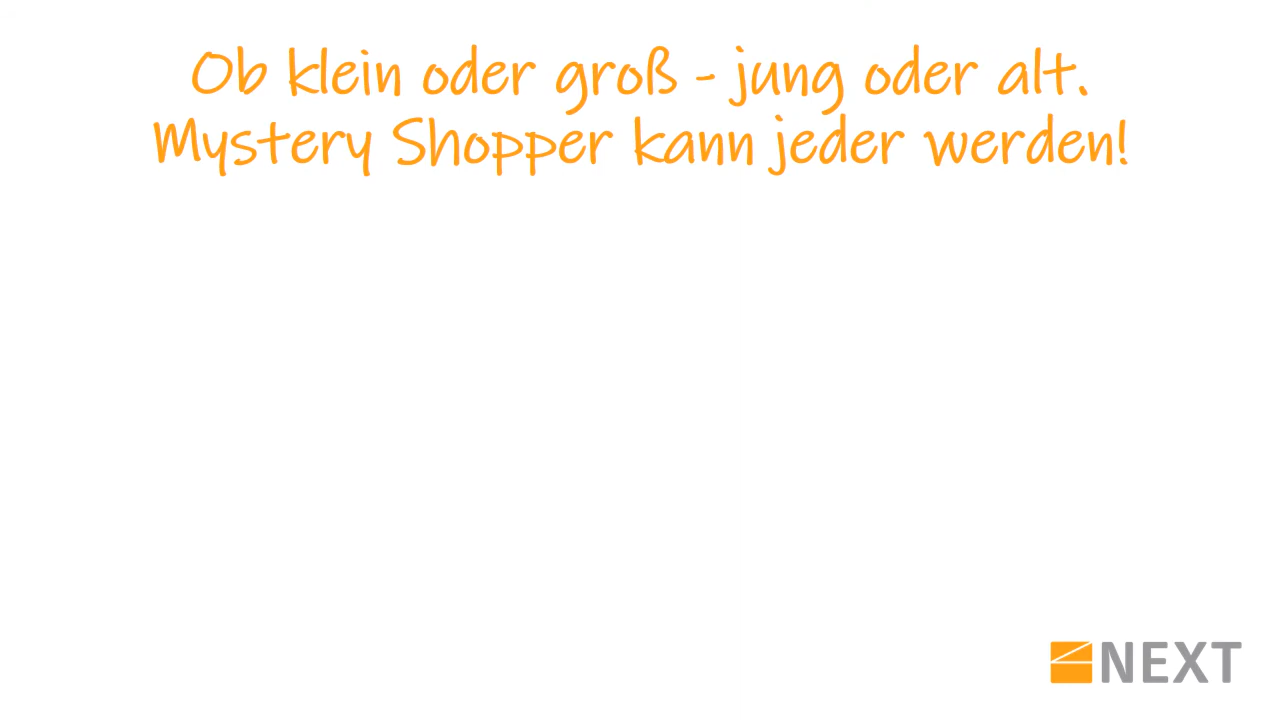 Ob klein oder groß - jung oder alt.
Mystery Shopper kann jeder werden!
NEXT